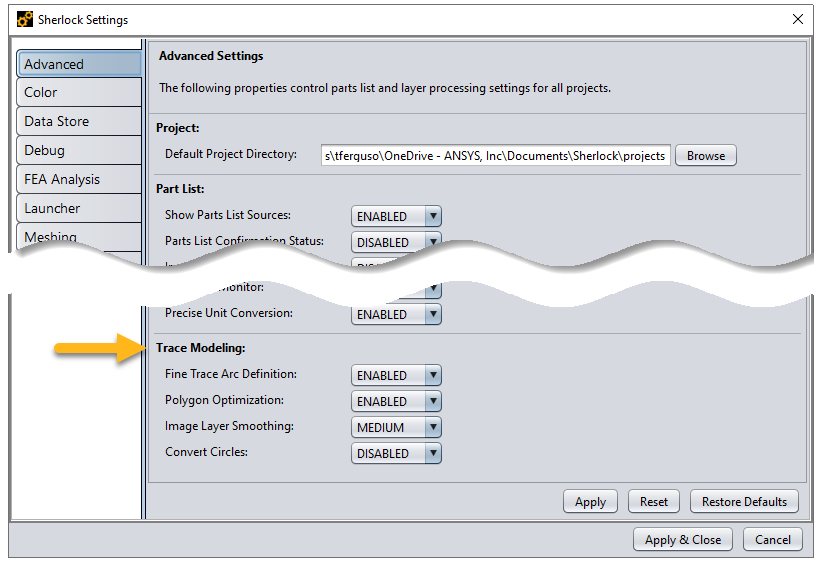 Sherlock Settings
Advanced
Color
Data Store
Debug
FEA Analysis
Launcher
Meshing
Advanced Settings
The following properties control parts list and layer processing settings for all projects.
Project:
Default Project Directory: s\tferguso\OneDrive - ANSYS, Inc\Documents\Sherlock\projects Browse
Part List:
Show Parts List Sources: ENABLED
Parts List Confirmation Status: DISABLED
Monitor:
Precise Unit Conversion: ENABLED
Trace Modeling:
Fine Trace Arc Definition: ENABLED
Polygon Optimization: ENABLED
Image Layer Smoothing: MEDIUM
Convert Circles: DISABLED
Apply Reset Restore Defaults
Apply & Close Cancel